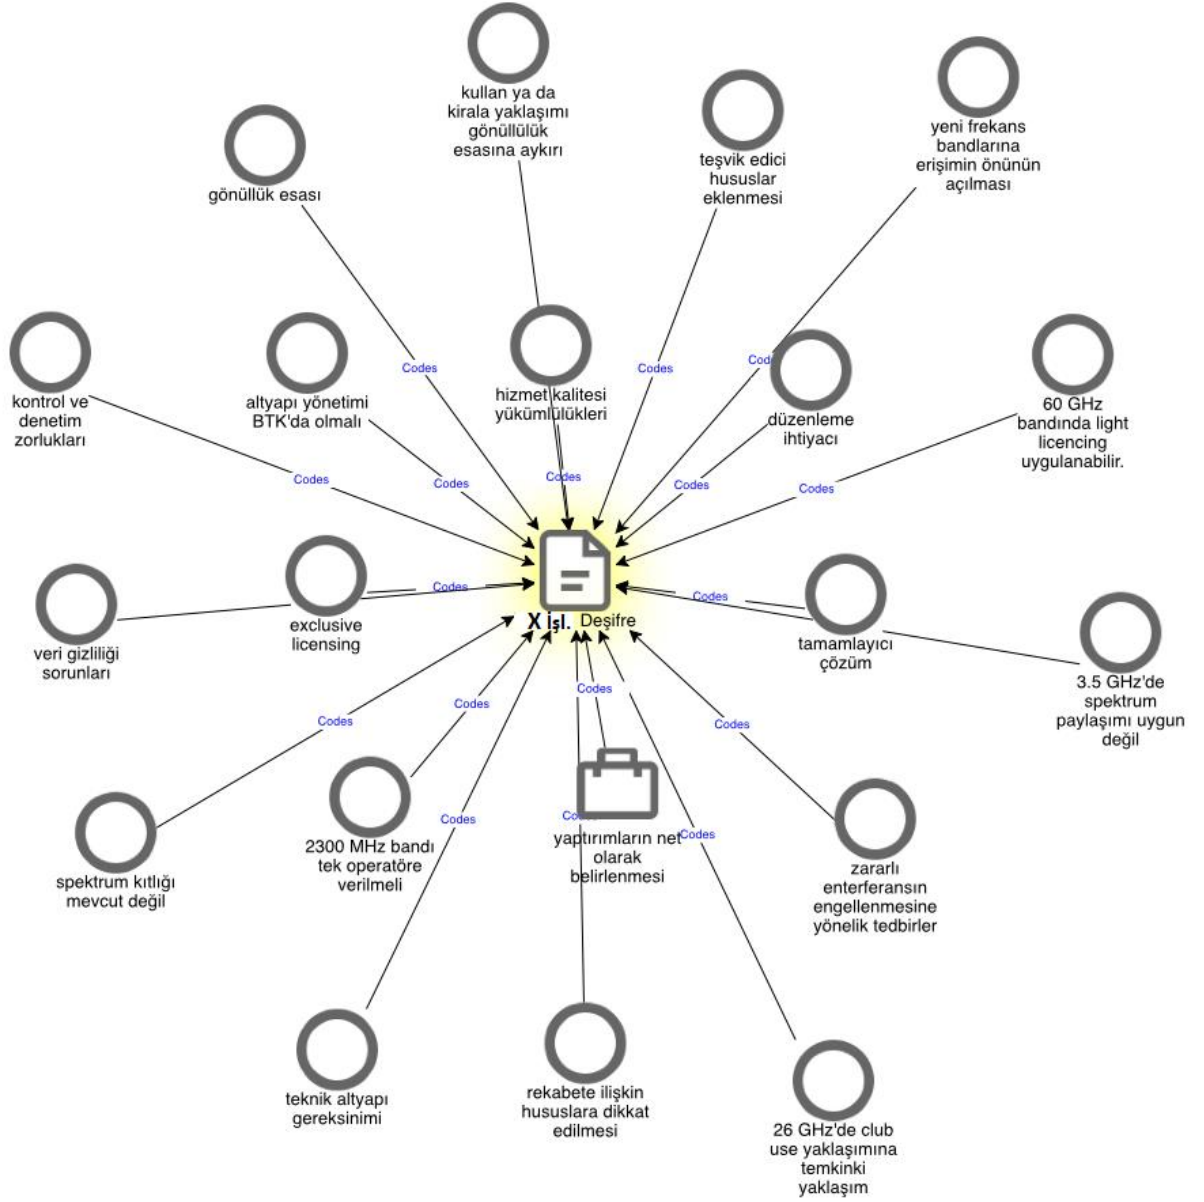 kullan ya da
kirala yaklaşımı
gönüllülük
esasına aykırı
yeni frekans
bandlarına
erişimin önünün
açılması
teşvik edici
hususlar
eklenmesi
gönüllük esası
Codes
Codes
Cod
kontrol ve
denetim
zorlukları
altyapı yönetimi
BTK'da olmalı
hizmet kalitesi
yükümlülükleri
düzenleme
ihtiyacı
60 GHz
bandında light
licencing
uygulanabilir.
Codes
Codes
Codes
Codes
Codes
veri gizliliği
sorunları
exclusive
licensing
Codes
X İşl. Deşifre
Codes
tamamlayıcı
çözüm
3.5 GHz'de
spektrum
paylaşımı uygun
değil
Codes
Codes
Codes
Codes
spektrum kıtlığı
mevcut değil
2300 MHz bandı
tek operatöre
verilmeli
Codes
Co
yaptırımların net
olarak
belirlenmesi
Codes
zararlı
enterferansın
engellenmesine
yönelik tedbirler
teknik altyapı
gereksinimi
rekabete ilişkin
hususlara dikkat
edilmesi
26 GHz'de club
use yaklaşımına
temkinki
yaklaşım